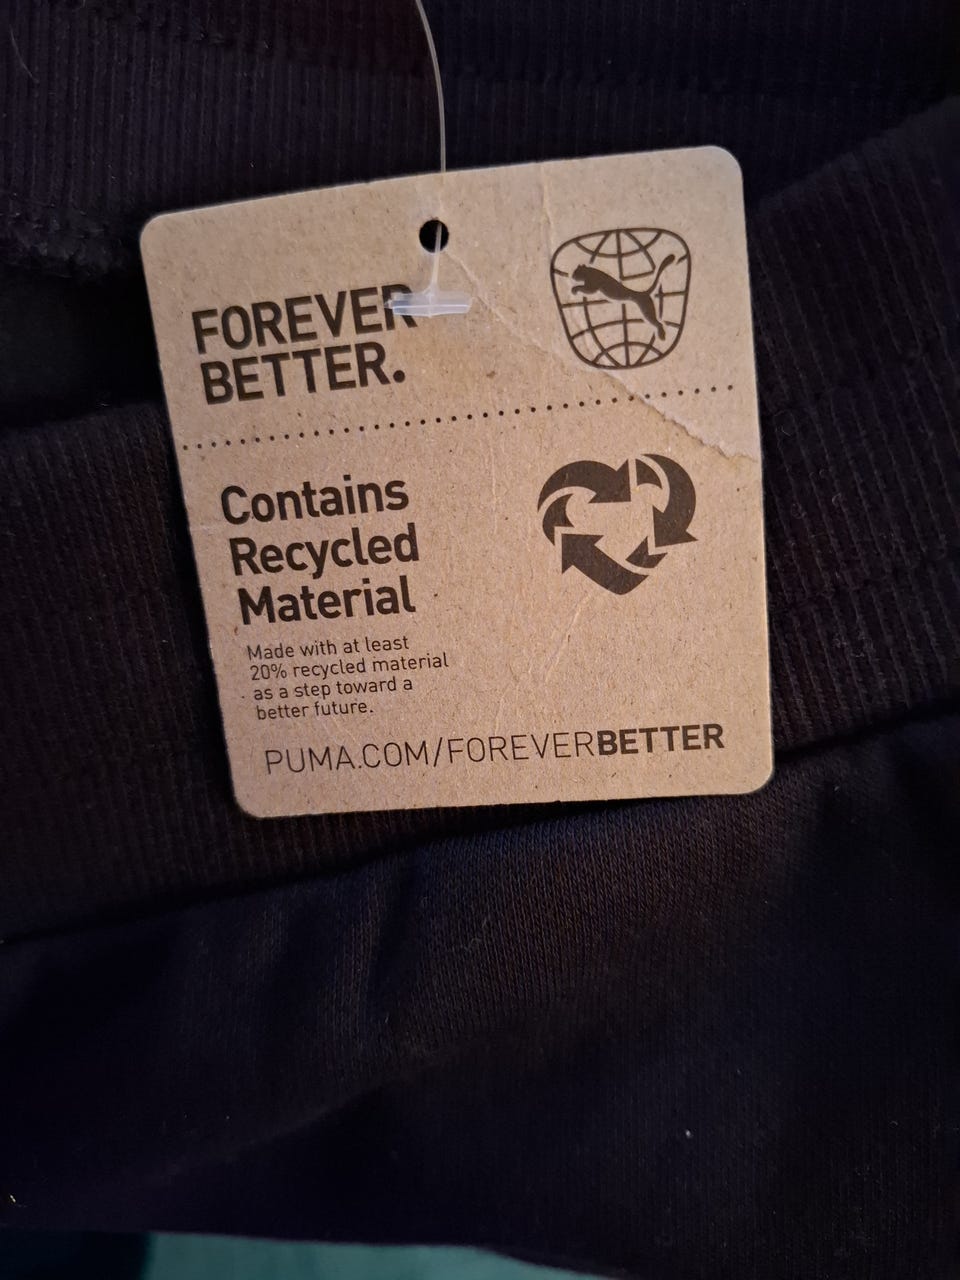 FOREVER
BETTER.
Contains
Recycled
Material
Made with at least
20% recycled material
as a step toward a
better future.
PUMA.COM/FOREVERBETTER